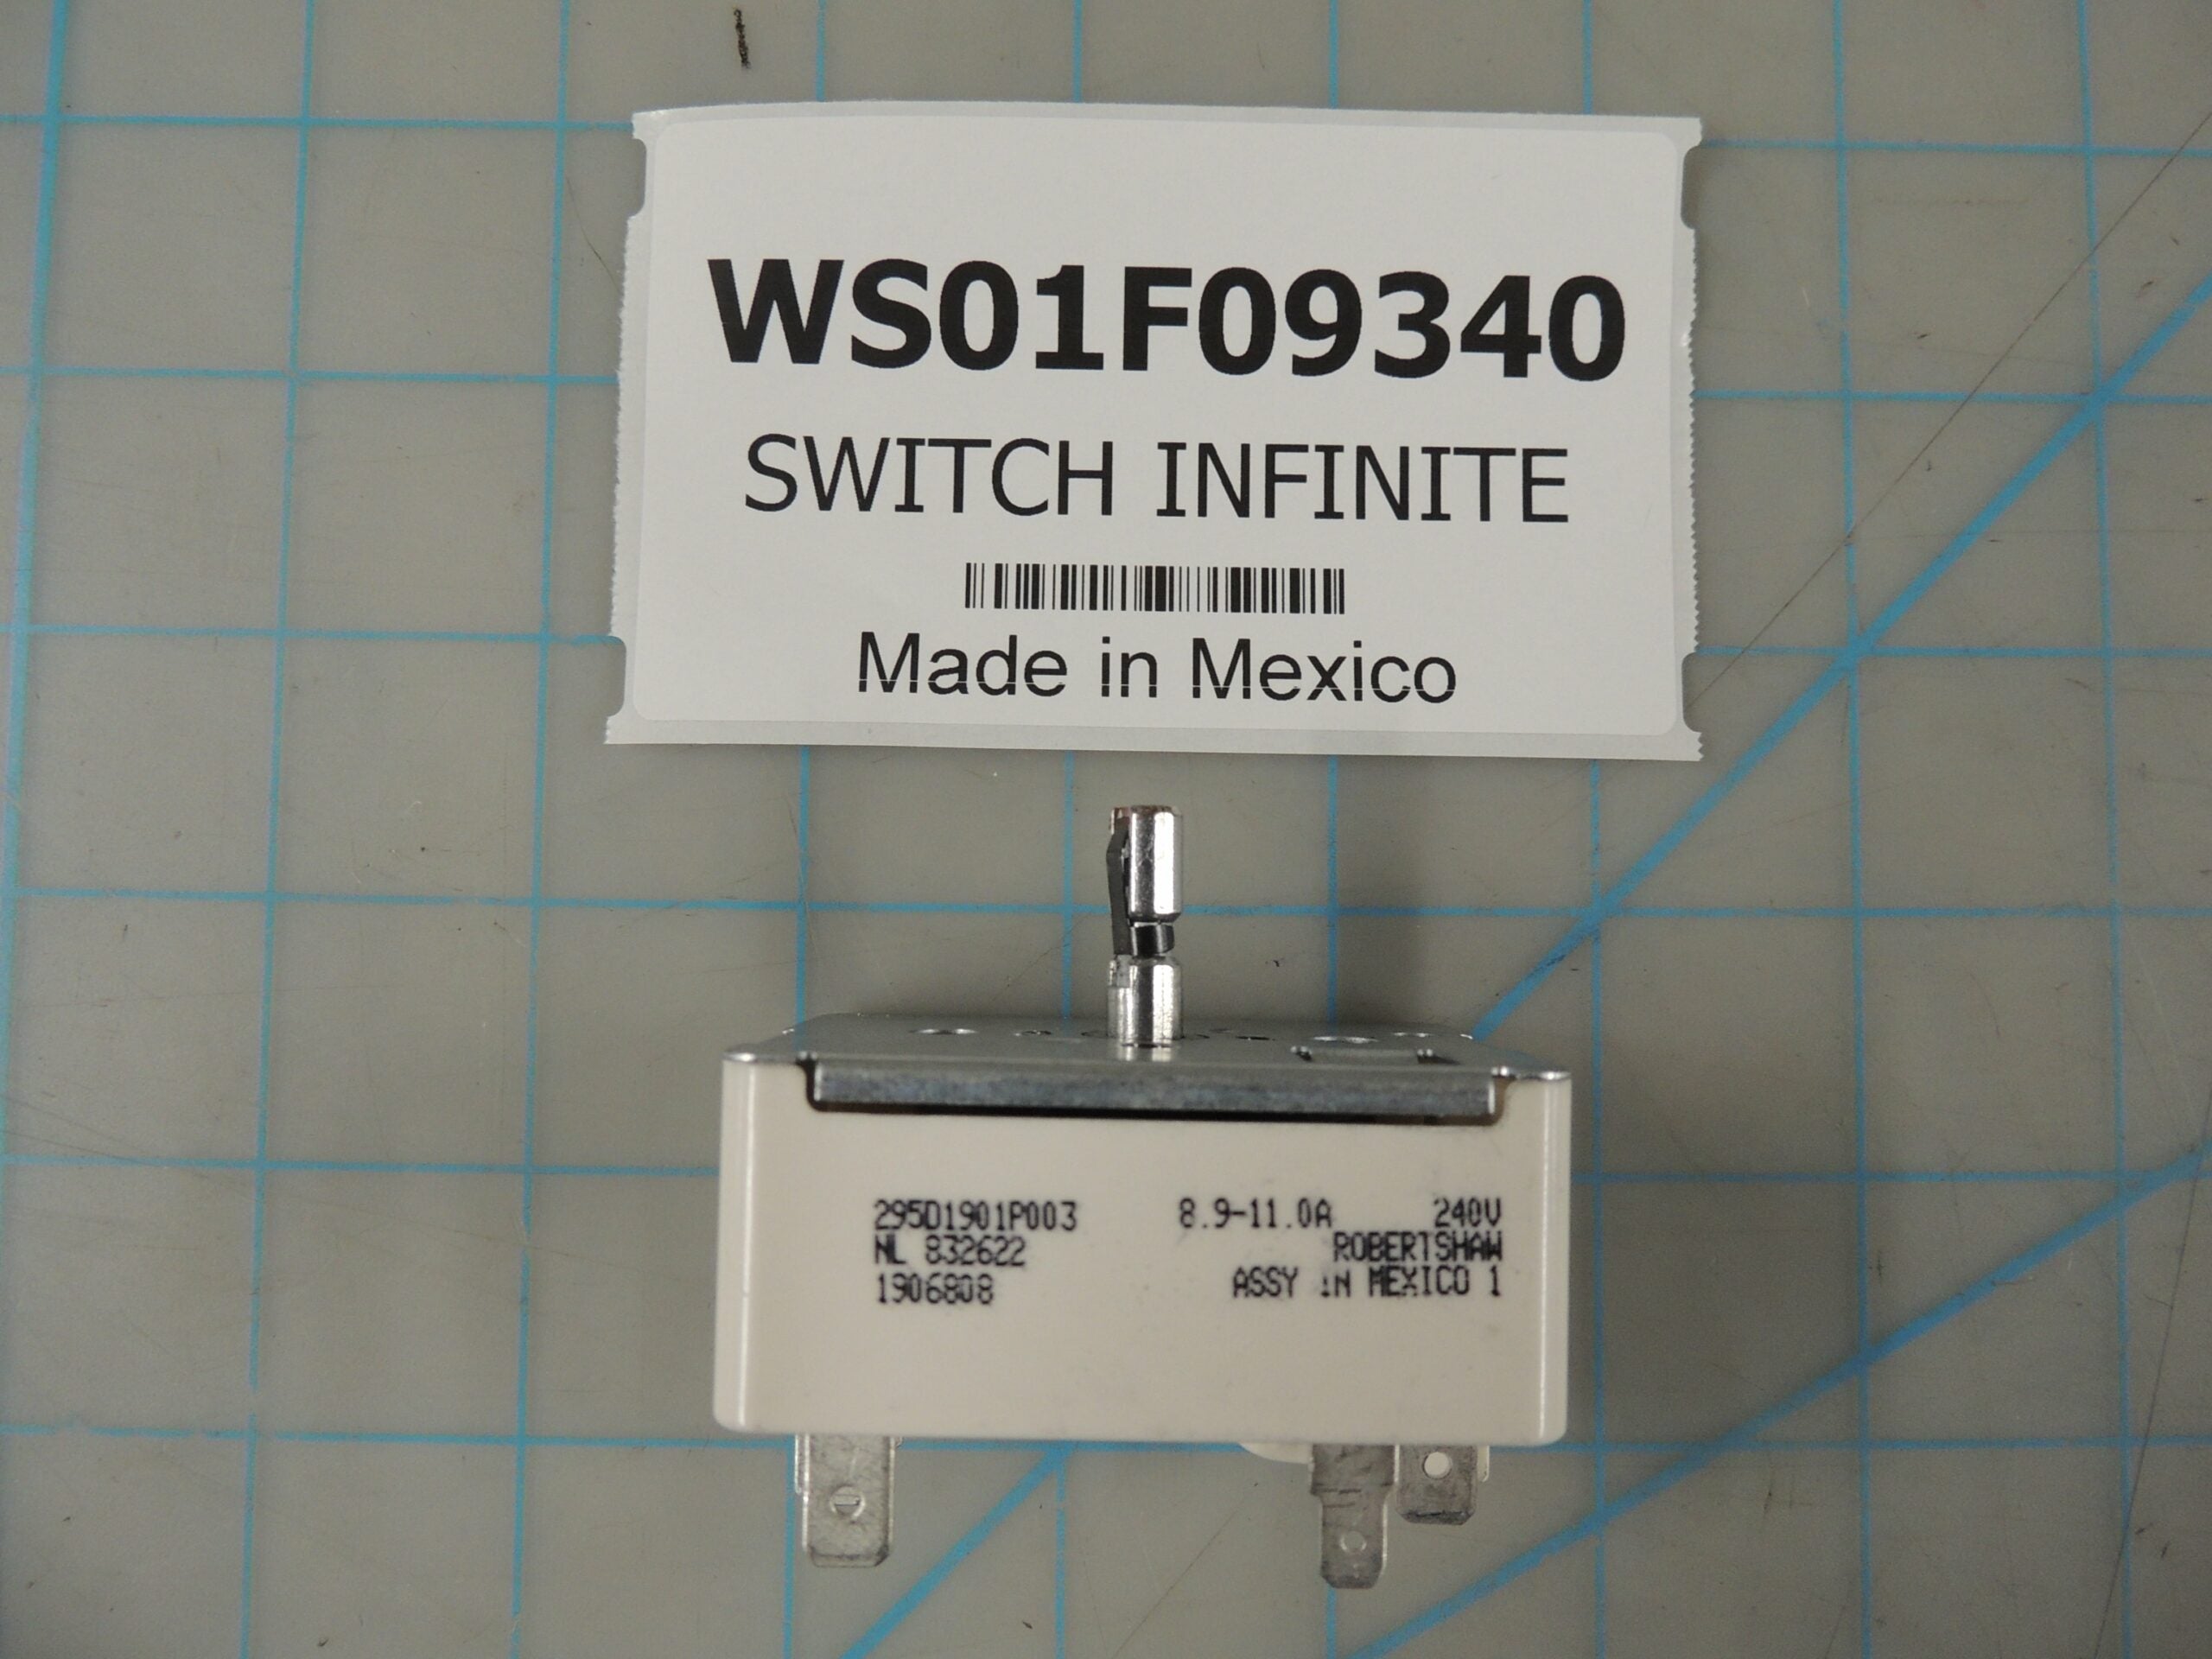 WS01F09340
SWITCH INFINITE
Made in Mexico
295D1901P003 8.9-11.0A 240V
NL 832622 ROBERTSHAW
1906808 ASSY IN MEXICO 1